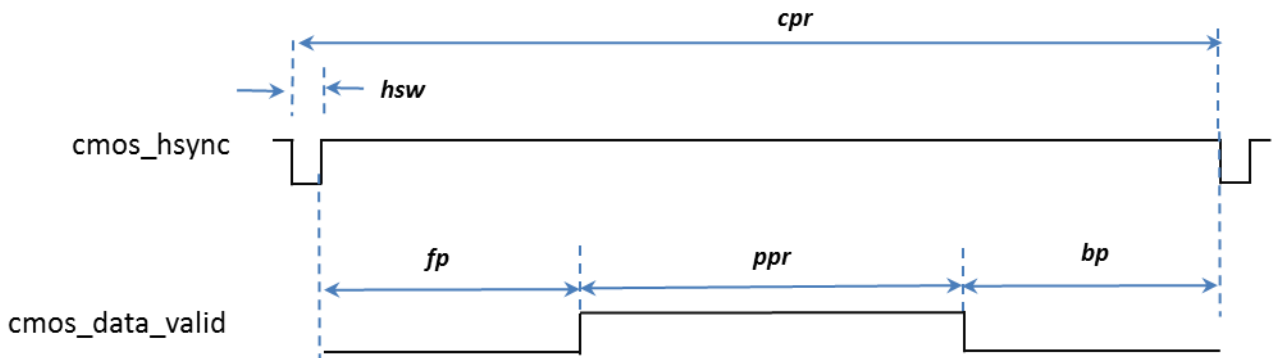 cpr
hsw
cmos_hsync
fp
ppr
bp
cmos_data_valid